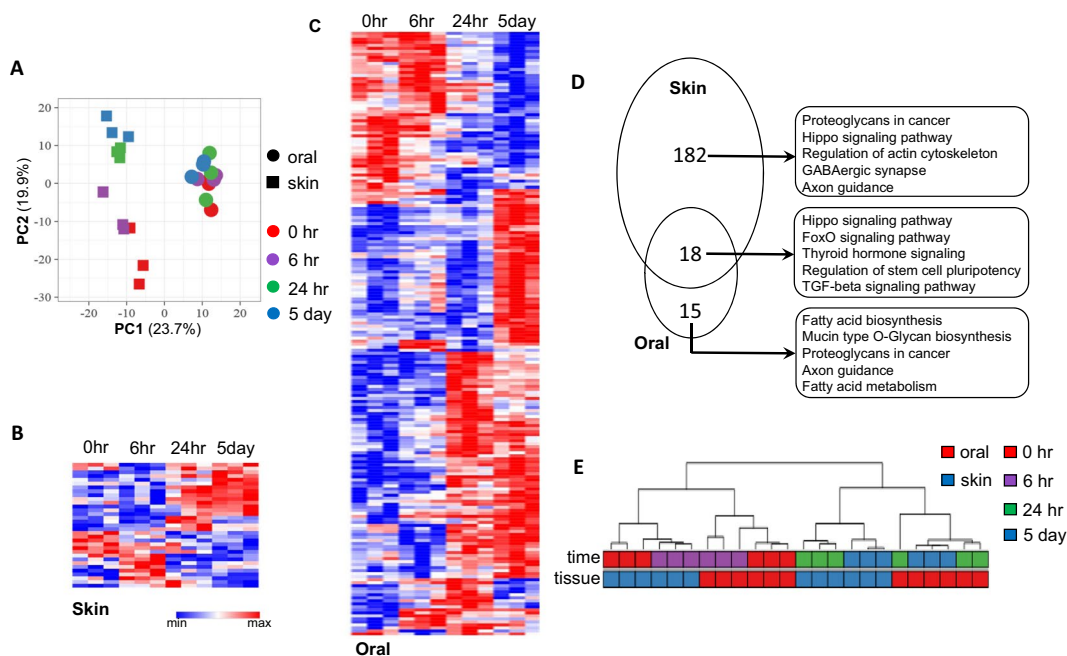 A
20
10
0
-10
-20
-30
PC2 (19.9%)
-20
-10
0
10
20
PC1 (23.7%)
oral
skin
0 hr
6 hr
24 hr
5 day
B
0hr 6hr 24hr 5day
Skin
min max
C
0hr 6hr 24hr 5day
Oral
D
Skin
182
18
15
Oral
Proteoglycans in cancer
Hippo signaling pathway
Regulation of actin cytoskeleton
GABAergic synapse
Axon guidance
Hippo signaling pathway
FoxO signaling pathway
Thyroid hormone signaling
Regulation of stem cell pluripotency
TGF-beta signaling pathway
Fatty acid biosynthesis
Mucin type O-Glycan biosynthesis
Proteoglycans in cancer
Axon guidance
Fatty acid metabolism
E
oral 0 hr
skin 6 hr
24 hr
5 day
time
tissue